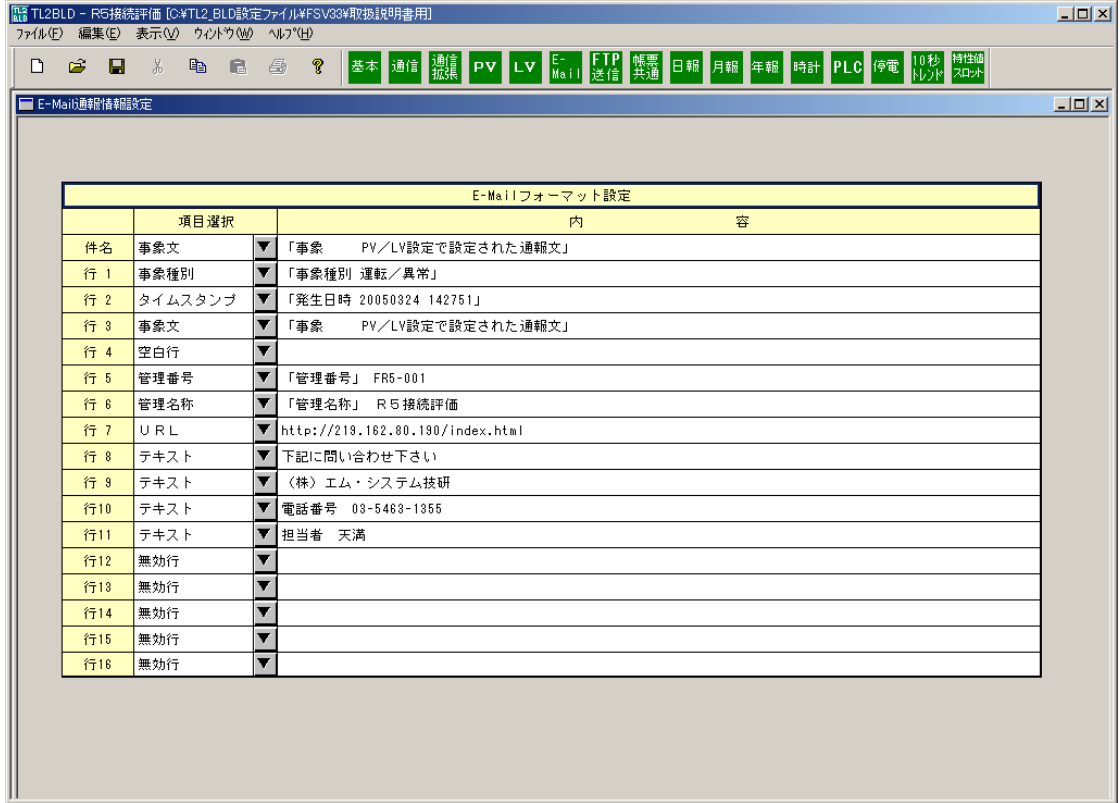 TL2BLD - R5接続評価 [C:¥TL2_BLD設定ファイル¥FSV33¥取扱説明書用]
ファイル(F) 編集(E) 表示(V) ウィンドウ(W) ヘルプ(H)
基本 通信 通信拡張 PV LV E-Mail FTP送信 帳票共通 日報 月報 年報 時計 PLC 停電 10秒トレンド 特性値スロット
E-Mail通報情報設定
E-Mailフォーマット設定
項目選択 内 容
件名 事象文 「事象 PV/LV設定で設定された通報文」
行 1 事象種別 「事象種別 運転/異常」
行 2 タイムスタンプ 「発生日時 20050324 142751」
行 3 事象文 「事象 PV/LV設定で設定された通報文」
行 4 空白行
行 5 管理番号 「管理番号」 FR5-001
行 6 管理名称 「管理名称」 R5接続評価
行 7 URL http://219.162.80.190/index.html
行 8 テキスト 下記に問い合わせ下さい
行 9 テキスト (株)エム・システム技研
行10 テキスト 電話番号 03-5463-1355
行11 テキスト 担当者 天満
行12 無効行
行13 無効行
行14 無効行
行15 無効行
行16 無効行